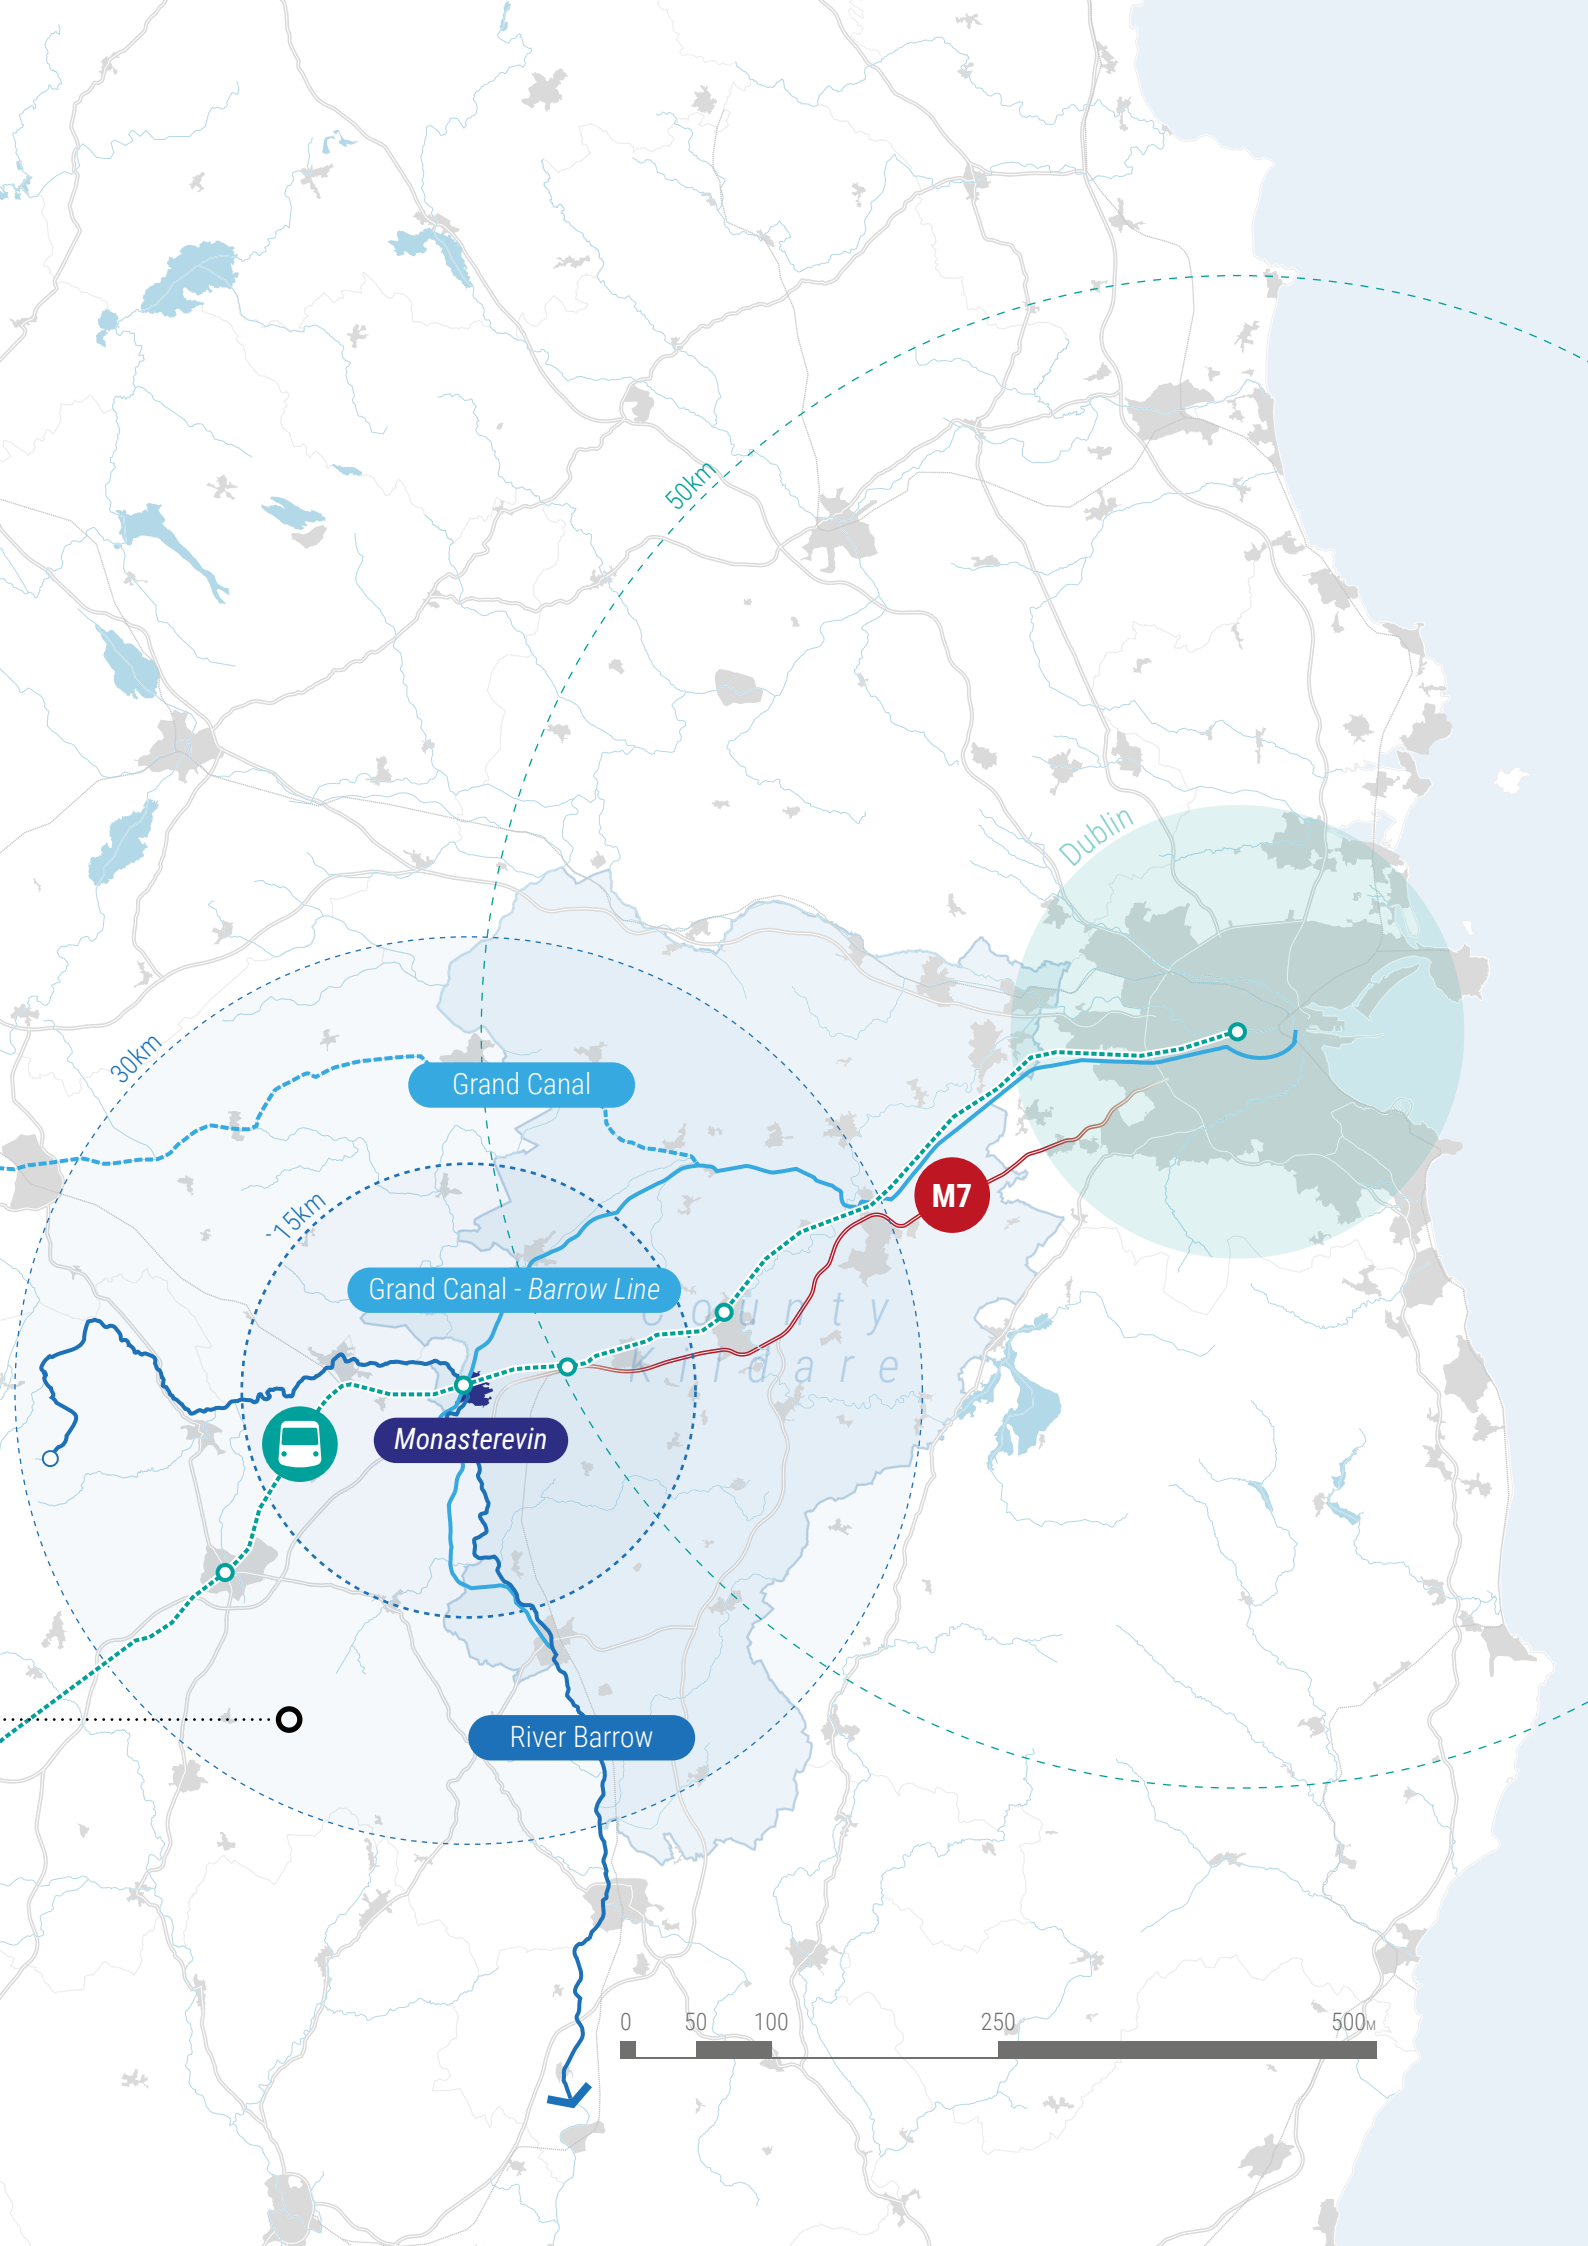 50km
Dublin
30km
Grand Canal
15km
M7
Grand Canal - Barrow Line
County
Kildare
Monasterevin
River Barrow
0 50 100 250 500M